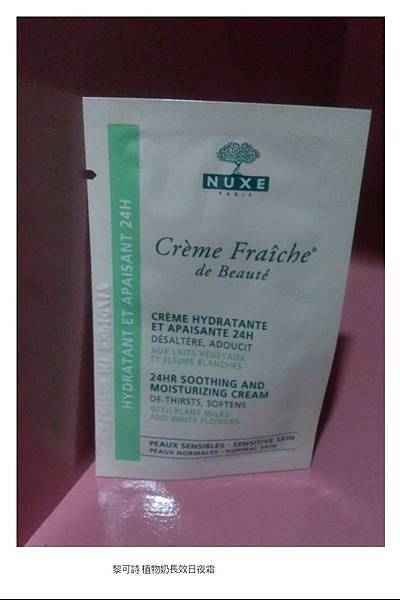 NUXE
PARIS
Crème Fraîche®
de Beauté
HYDRATANT ET APAISANT 24H
CRÈME HYDRATANTE
ET APAISANTE 24H
DÉSALTÈRE, ADOUCIT
AUX LAITS VÉGÉTAUX
ET FLEURS BLANCHES
24HR SOOTHING AND
MOISTURIZING CREAM
DE-THIRSTS, SOFTENS
WITH PLANT MILKS
AND WHITE FLOWERS
PEAUX SENSIBLES - SENSITIVE SKIN
PEAUX NORMALES - NORMAL SKIN
黎可詩 植物奶長效日夜霜